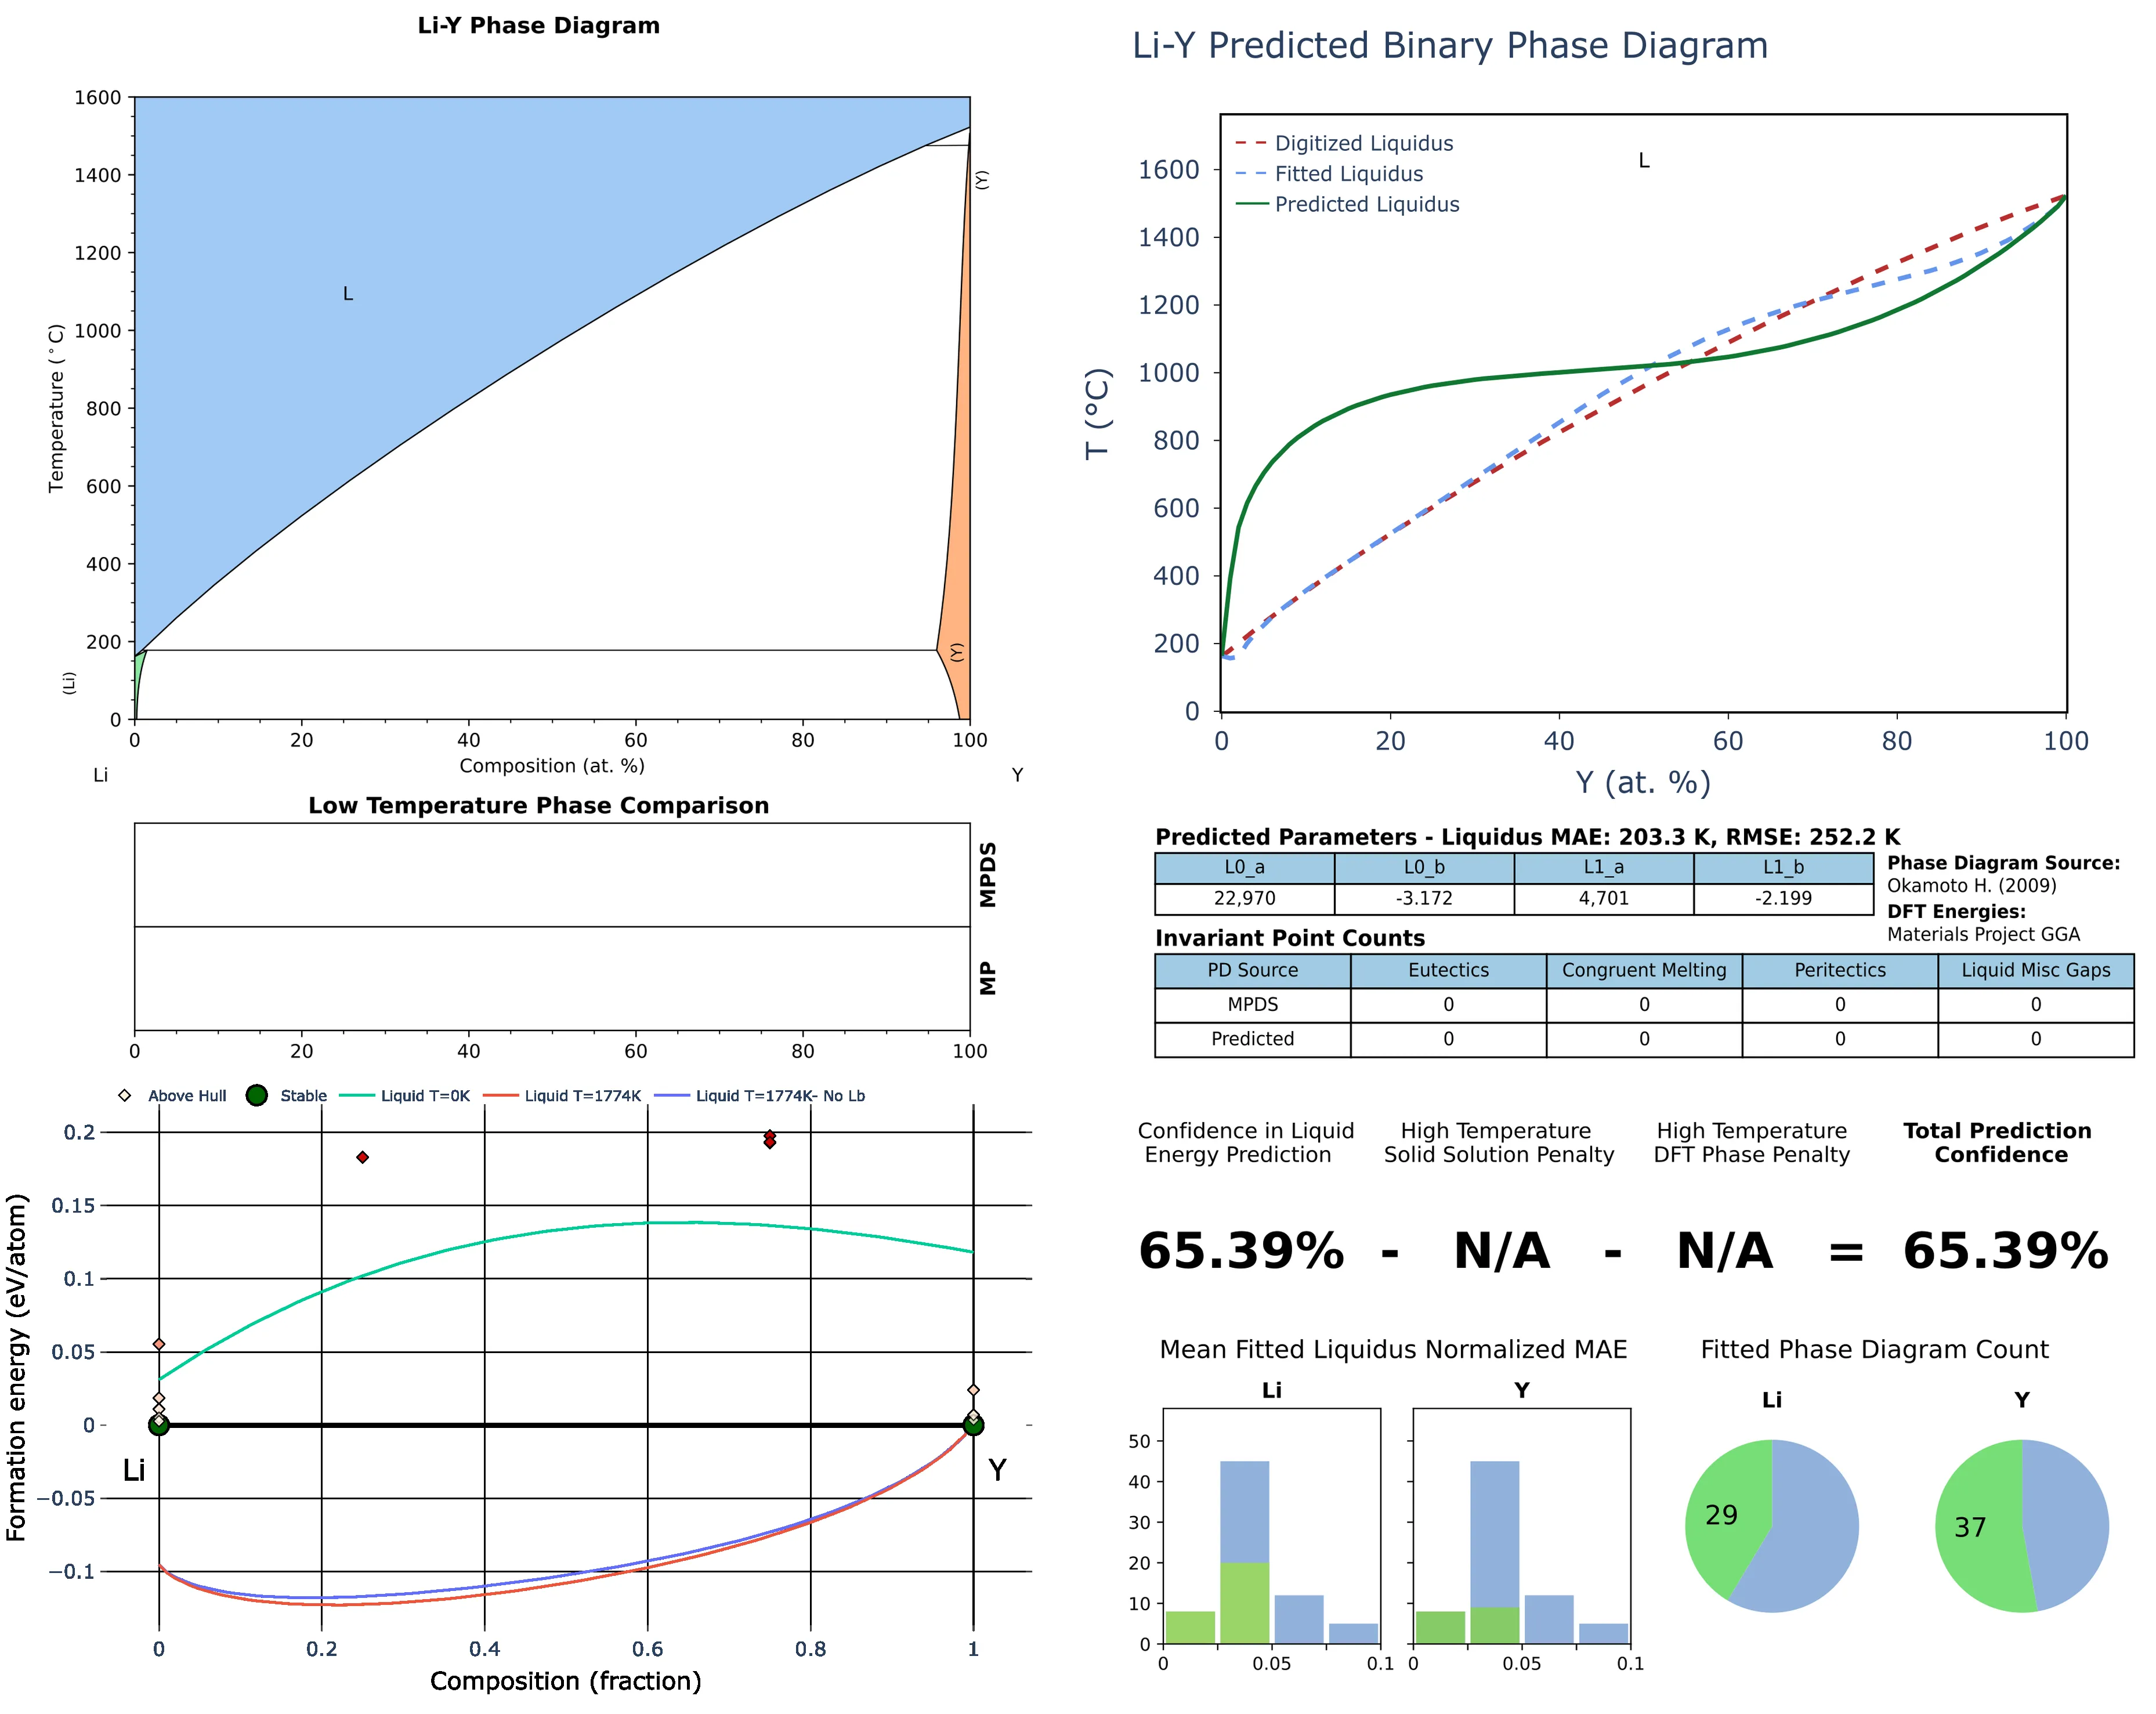 Li-Y Phase Diagram
1600
1400
1200
1000
800
600
400
200
0
Temperature (°C)
L
(Y)
(Y)
(Li)
0 20 40 60 80 100
Li Composition (at. %) Y
Low Temperature Phase Comparison
MPDS
MP
0 20 40 60 80 100
Above Hull Stable Liquid T=0K Liquid T=1774K Liquid T=1774K- No Lb
0.2
0.15
0.1
0.05
0
−0.05
−0.1
Formation energy (eV/atom)
Li Y
0 0.2 0.4 0.6 0.8 1
Composition (fraction)
Li-Y Predicted Binary Phase Diagram
Digitized Liquidus
Fitted Liquidus
Predicted Liquidus
L
1600
1400
1200
1000
800
600
400
200
0
T (°C)
0 20 40 60 80 100
Y (at. %)
Predicted Parameters - Liquidus MAE: 203.3 K, RMSE: 252.2 K
L0_a L0_b L1_a L1_b
22,970 -3.172 4,701 -2.199
Phase Diagram Source:
Okamoto H. (2009)
DFT Energies:
Materials Project GGA
Invariant Point Counts
PD Source Eutectics Congruent Melting Peritectics Liquid Misc Gaps
MPDS 0 0 0 0
Predicted 0 0 0 0
Confidence in Liquid
Energy Prediction
High Temperature
Solid Solution Penalty
High Temperature
DFT Phase Penalty
Total Prediction
Confidence
65.39% - N/A - N/A = 65.39%
Mean Fitted Liquidus Normalized MAE
Li Y
50
40
30
20
10
0
0 0.05 0.1 0 0.05 0.1
Fitted Phase Diagram Count
Li Y
29 37